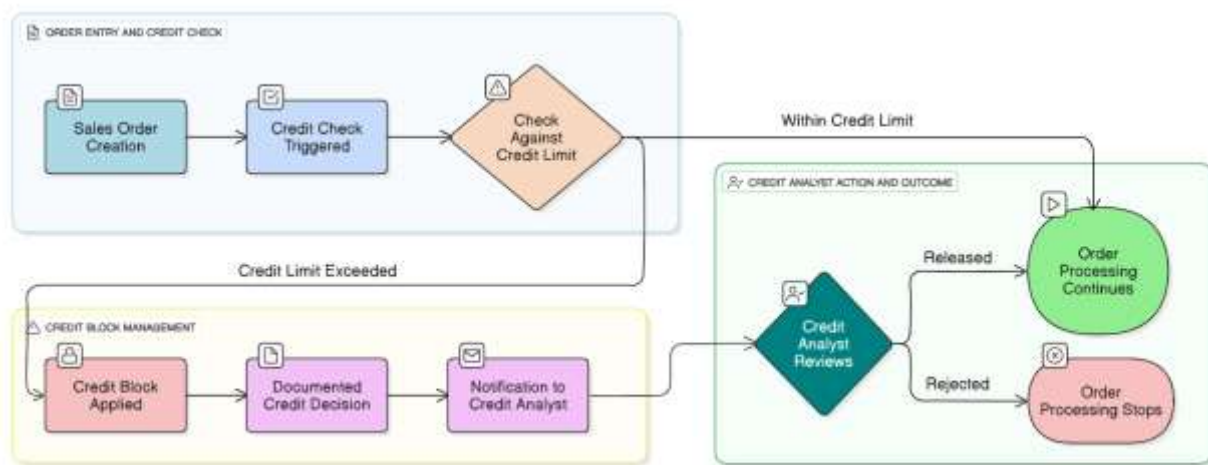 ORDER ENTRY AND CREDIT CHECK
Sales Order
Creation
Credit Check
Triggered
Check
Against
Credit Limit
Within Credit Limit
Credit Limit Exceeded
CREDIT BLOCK MANAGEMENT
Credit Block
Applied
Documented
Credit Decision
Notification to
Credit Analyst
CREDIT ANALYST ACTION AND OUTCOME
Credit
Analyst
Reviews
Released
Order
Processing
Continues
Rejected
Order
Processing Stops